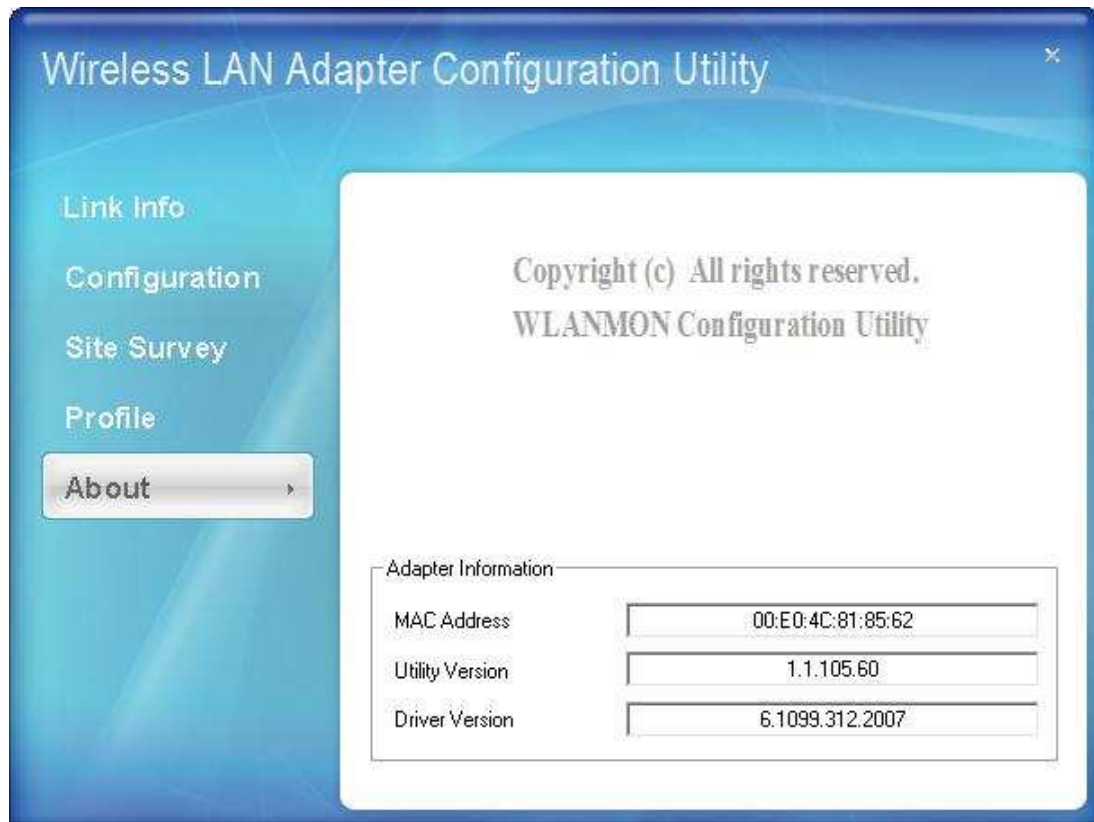 Wireless LAN Adapter Configuration Utility
×
Link Info
Configuration
Site Survey
Profile
About
Copyright (c) All rights reserved.
WLANMON Configuration Utility
Adapter Information
MAC Address 00:E0:4C:81:85:62
Utility Version 1.1.105.60
Driver Version 6.1099.312.2007